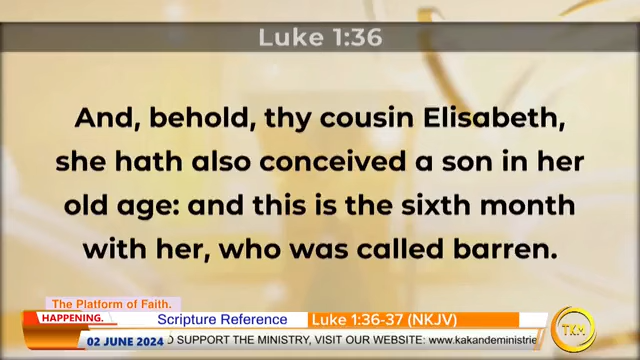 Luke 1:36
And, behold, thy cousin Elisabeth,
she hath also conceived a son in her
old age: and this is the sixth month
with her, who was called barren.
The Platform of Faith.
HAPPENING. Scripture Reference Luke 1:36-37 (NKJV)
02 JUNE 2024 SUPPORT THE MINISTRY, VISIT OUR WEBSITE: www.kakandeministrie
TKM